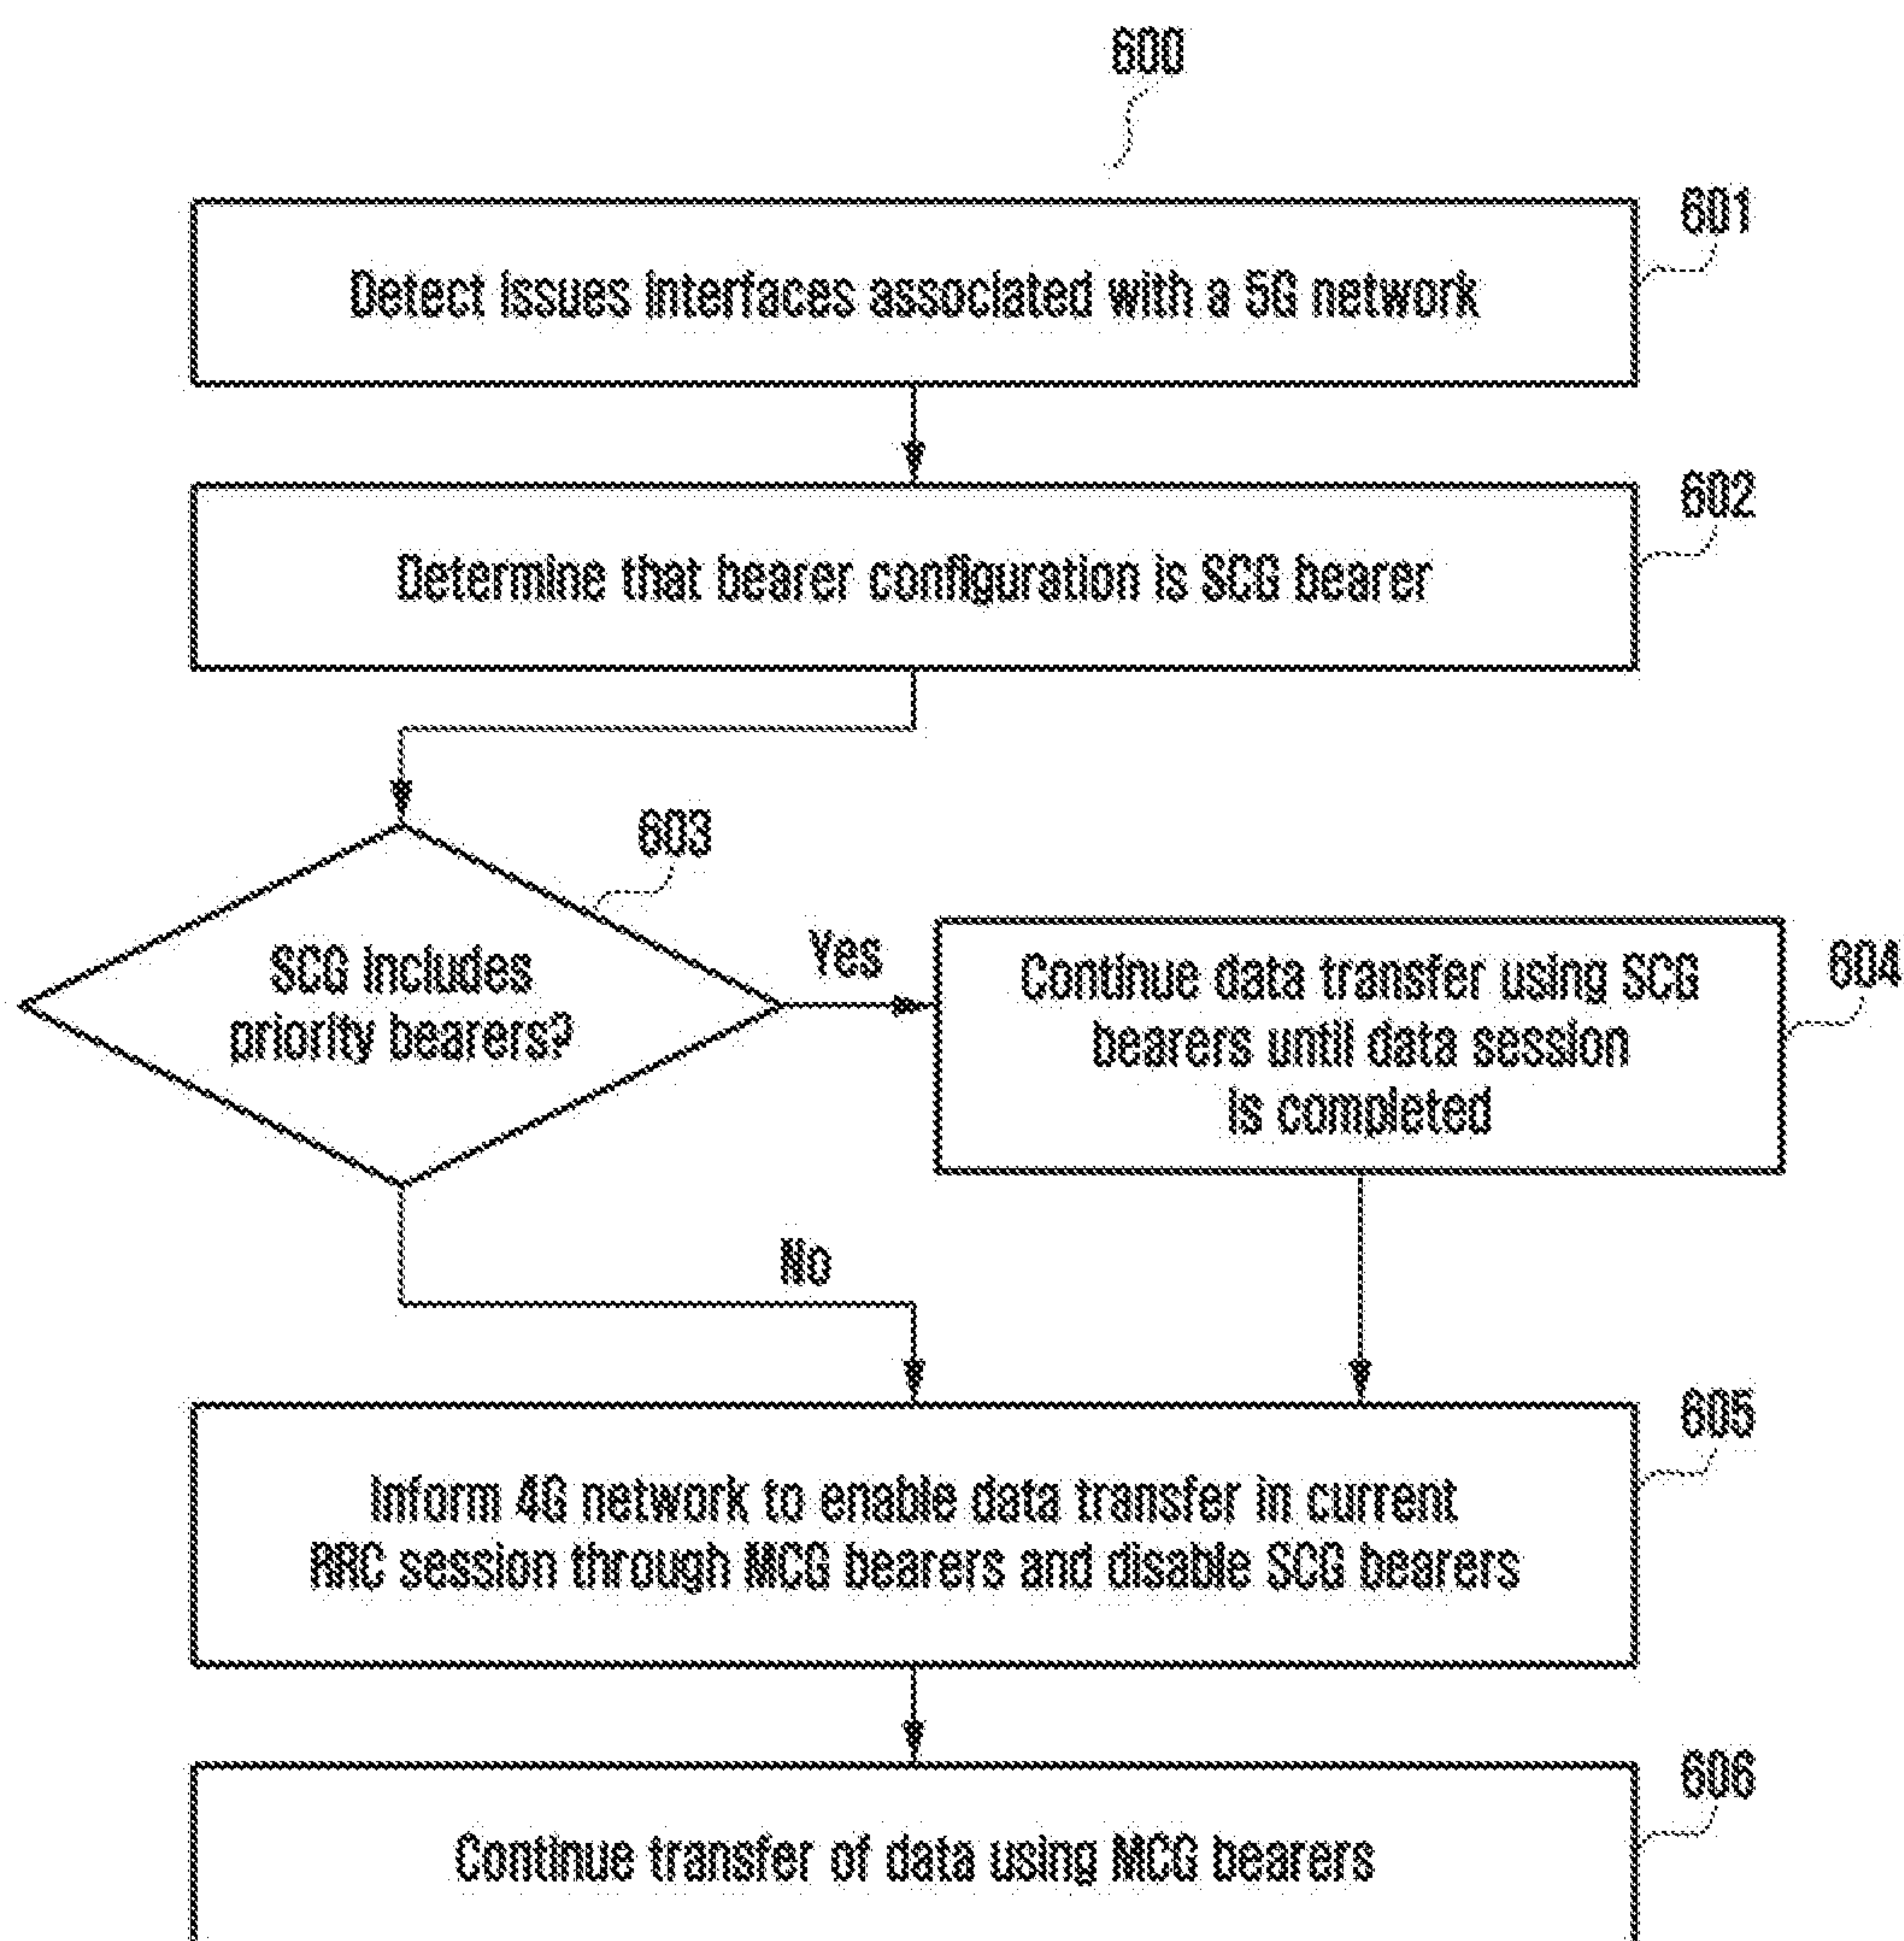 600
601
Detect issues interfaces associated with a 5G network
602
Determine that bearer configuration is SCG bearer
603
SCG includes
priority bearers?
Yes
604
Continue data transfer using SCG
bearers until data session
is completed
No
605
Inform 4G network to enable data transfer in current
RRC session through MCG bearers and disable SCG bearers
606
Continue transfer of data using MCG bearers